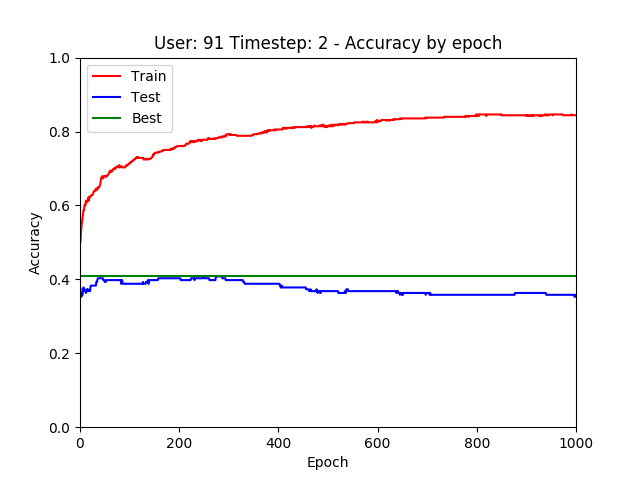 User: 91 Timestep: 2 - Accuracy by epoch
Train
Test
Best
Accuracy
1.0
0.8
0.6
0.4
0.2
0.0
0 200 400 600 800 1000
Epoch